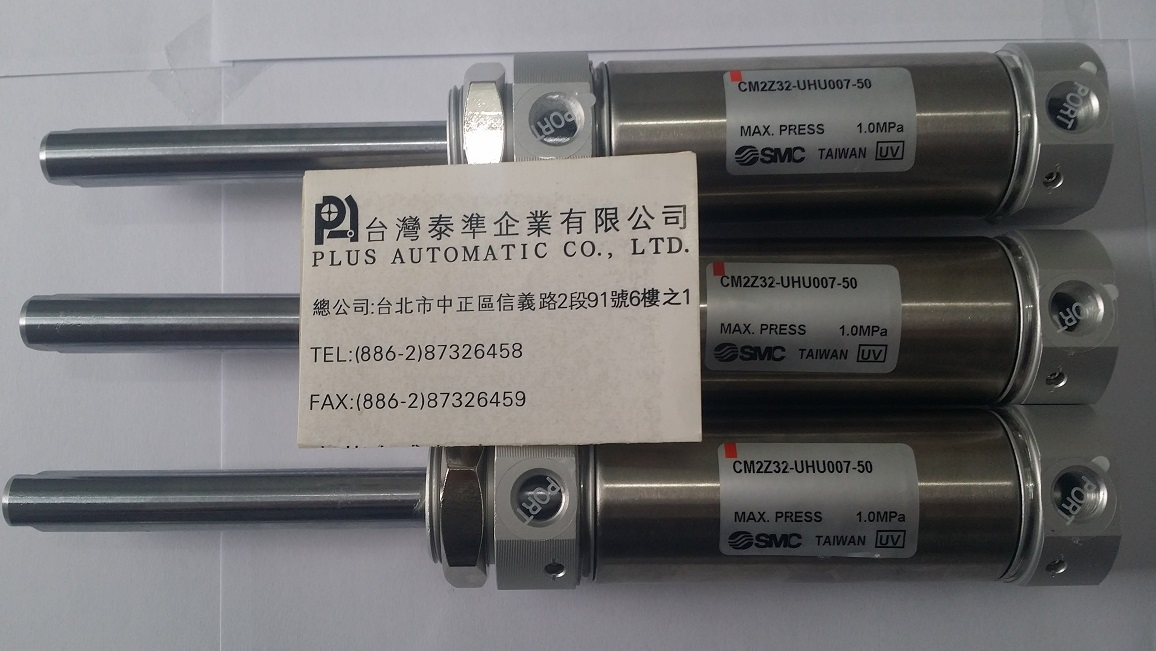 PORT
CM2Z32-UHU007-50
MAX. PRESS 1.0MPa
SMC TAIWAN UV
PORT
台灣泰準企業有限公司
PLUS AUTOMATIC CO., LTD.
總公司:台北市中正區信義路2段91號6樓之1
TEL:(886-2)87326458
FAX:(886-2)87326459
CM2Z32-UHU007-50
MAX. PRESS 1.0MPa
SMC TAIWAN UV
PORT
PORT
CM2Z32-UHU007-50
MAX. PRESS 1.0MPa
SMC TAIWAN UV
PORT